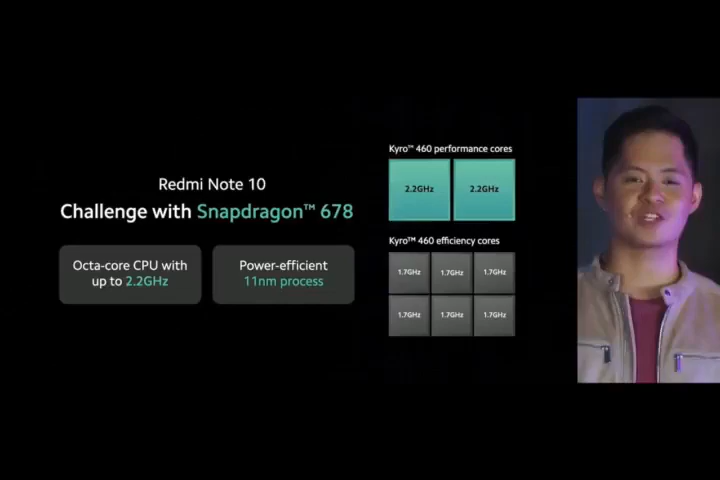 Redmi Note 10
Challenge with Snapdragon™ 678
Octa-core CPU with
up to 2.2GHz
Power-efficient
11nm process
Kyro™ 460 performance cores
2.2GHz 2.2GHz
Kyro™ 460 efficiency cores
1.7GHz 1.7GHz 1.7GHz
1.7GHz 1.7GHz 1.7GHz